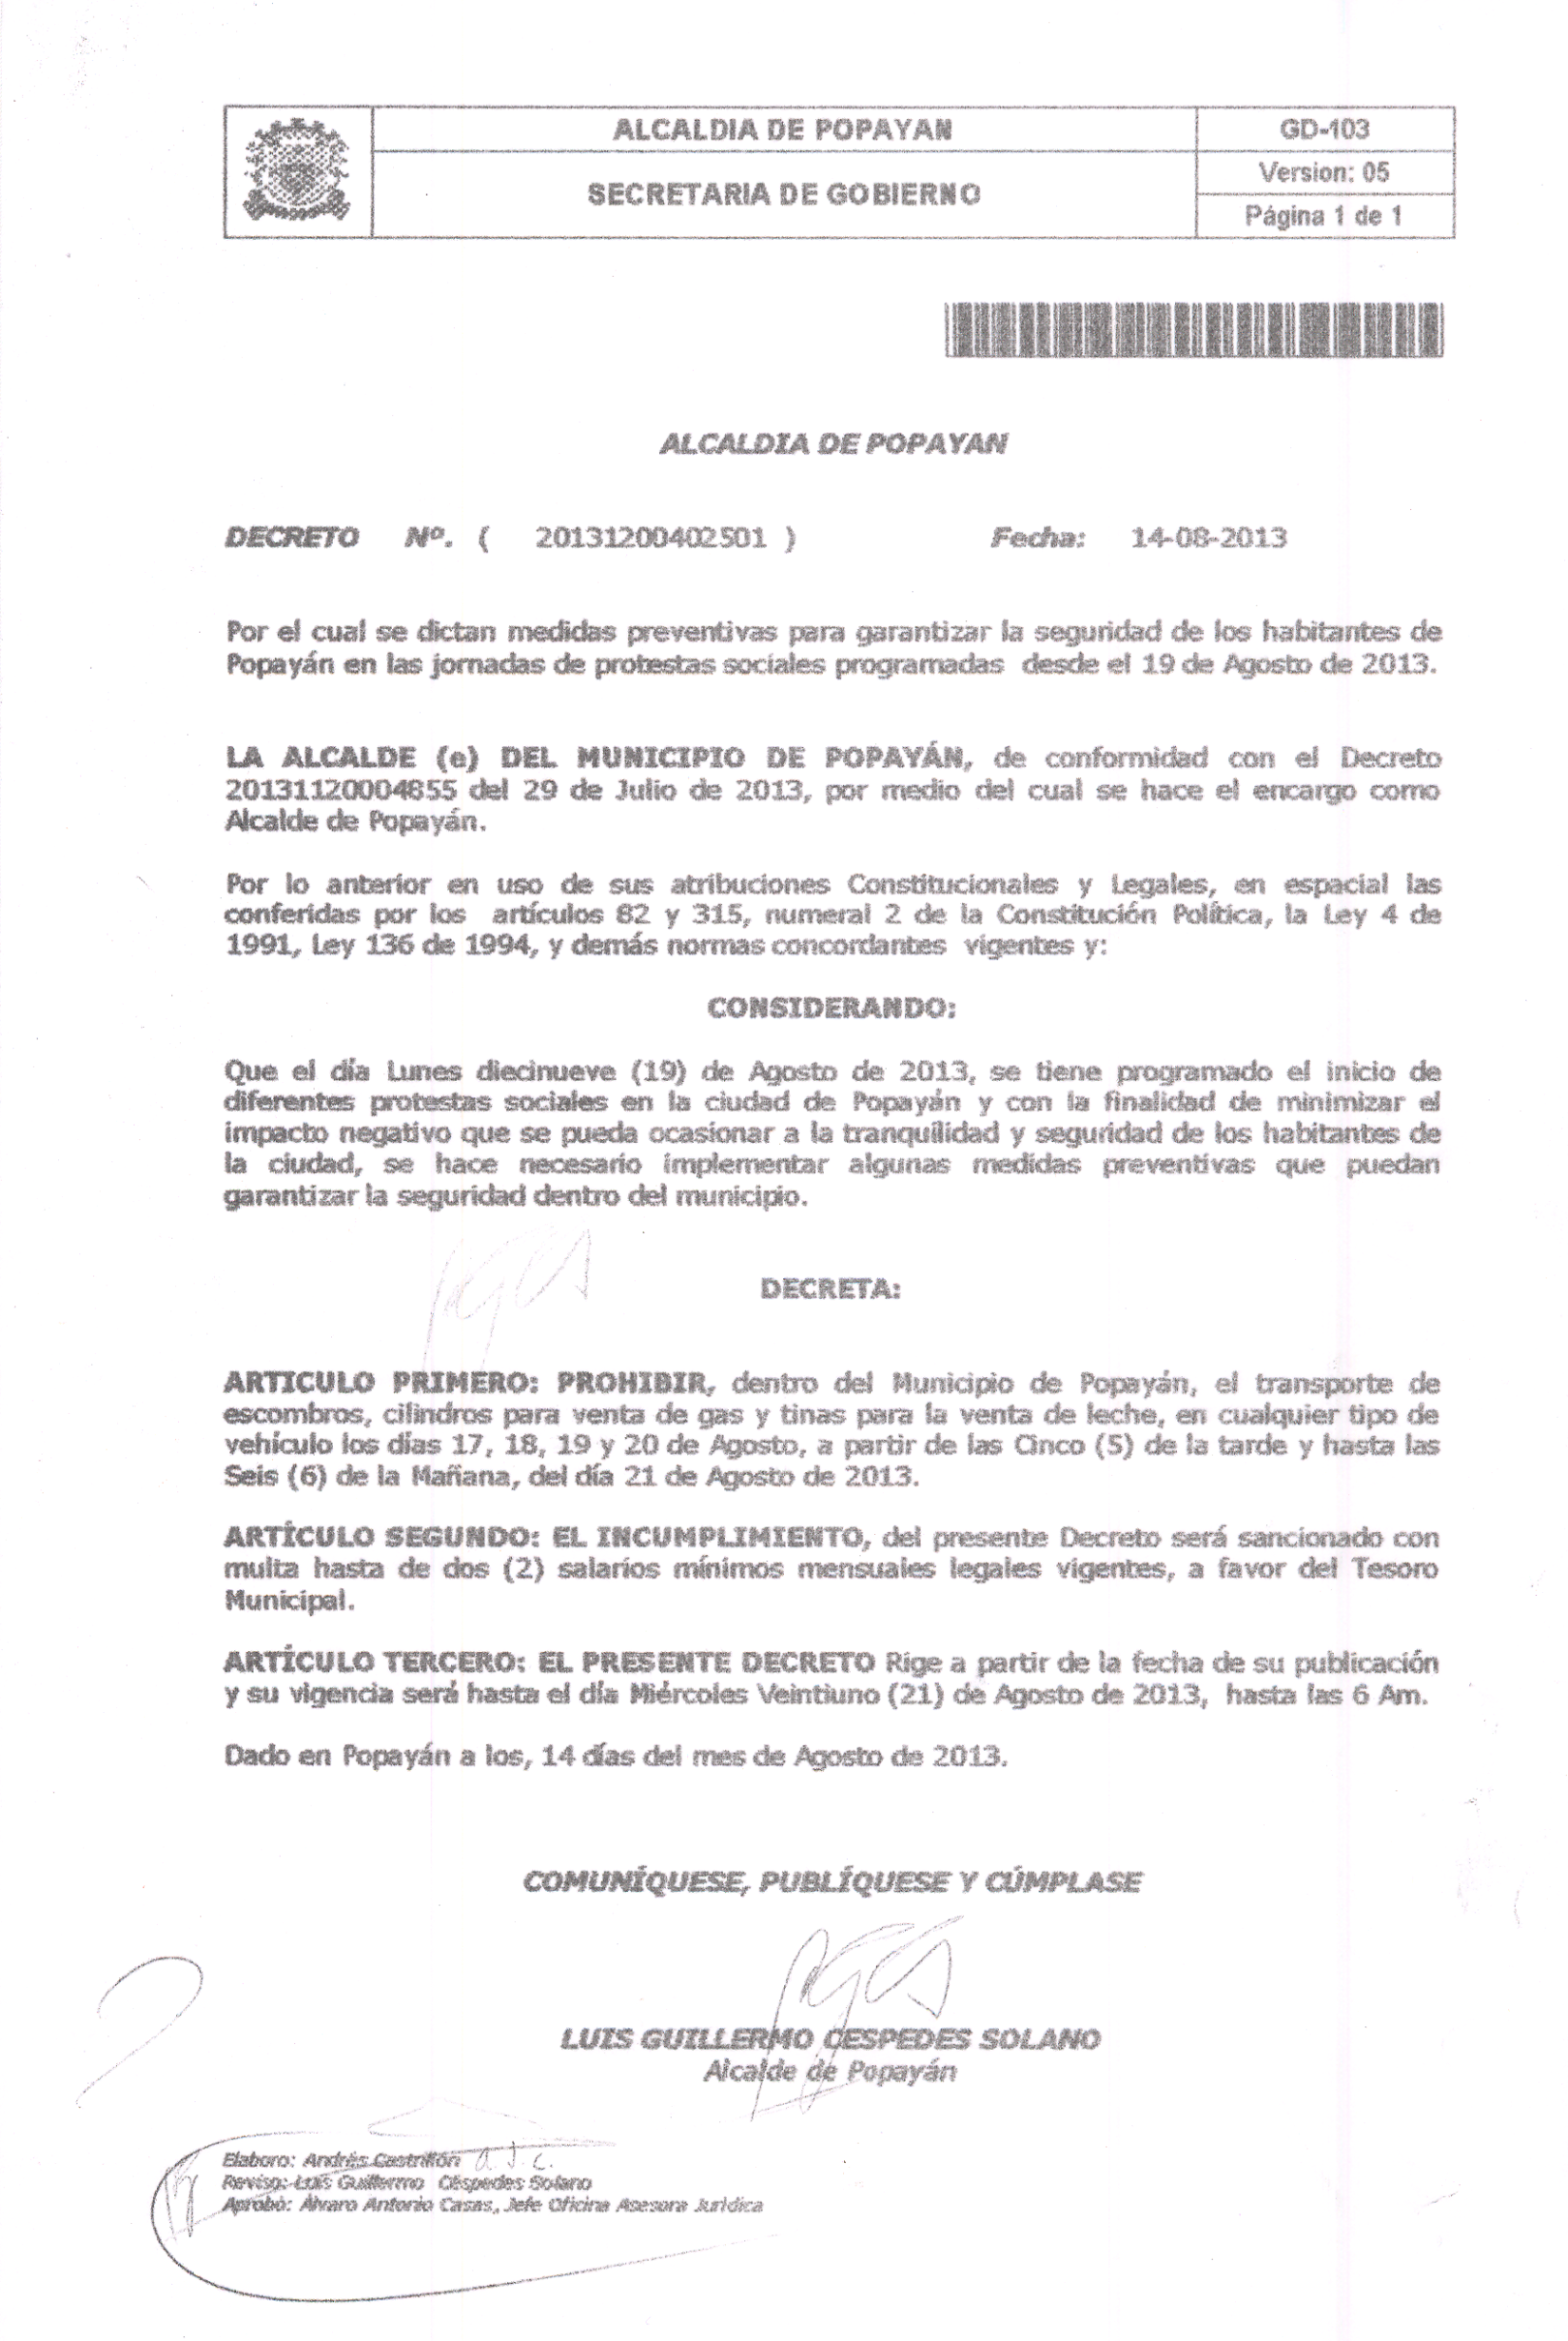 ALCALDIA DE POPAYAN
GD-103
SECRETARIA DE GOBIERNO
Version: 05
Página 1 de 1
ALCALDIA DE POPAYAN
DECRETO Nº. ( 20131200402501 ) Fecha: 14-08-2013
Por el cual se dictan medidas preventivas para garantizar la seguridad de los habitantes de
Popayán en las jornadas de protestas sociales programadas desde el 19 de Agosto de 2013.
LA ALCALDE (e) DEL MUNICIPIO DE POPAYÁN, de conformidad con el Decreto
20131120004855 del 29 de Julio de 2013, por medio del cual se hace el encargo como
Alcalde de Popayán.
Por lo anterior en uso de sus atribuciones Constitucionales y Legales, en espacial las
conferidas por los artículos 82 y 315, numeral 2 de la Constitución Política, la Ley 4 de
1991, Ley 136 de 1994, y demás normas concordantes vigentes y:
CONSIDERANDO:
Que el día Lunes diecinueve (19) de Agosto de 2013, se tiene programado el inicio de
diferentes protestas sociales en la ciudad de Popayán y con la finalidad de minimizar el
impacto negativo que se pueda ocasionar a la tranquilidad y seguridad de los habitantes de
la ciudad, se hace necesario implementar algunas medidas preventivas que puedan
garantizar la seguridad dentro del municipio.
DECRETA:
ARTICULO PRIMERO: PROHIBIR, dentro del Municipio de Popayán, el transporte de
escombros, cilindros para venta de gas y tinas para la venta de leche, en cualquier tipo de
vehículo los días 17, 18, 19 y 20 de Agosto, a partir de las Cinco (5) de la tarde y hasta las
Seis (6) de la Mañana, del día 21 de Agosto de 2013.
ARTÍCULO SEGUNDO: EL INCUMPLIMIENTO, del presente Decreto será sancionado con
multa hasta de dos (2) salarios mínimos mensuales legales vigentes, a favor del Tesoro
Municipal.
ARTÍCULO TERCERO: EL PRESENTE DECRETO Rige a partir de la fecha de su publicación
y su vigencia será hasta el día Miércoles Veintiuno (21) de Agosto de 2013, hasta las 6 Am.
Dado en Popayán a los, 14 días del mes de Agosto de 2013.
COMUNÍQUESE, PUBLÍQUESE Y CÚMPLASE
LUIS GUILLERMO CESPEDES SOLANO
Alcalde de Popayán
Elaboro: Andrés Castrillón a.J.c.
Reviso: Luis Guillermo Céspedes Solano
Aprobó: Álvaro Antonio Casas, Jefe Oficina Asesora Jurídica